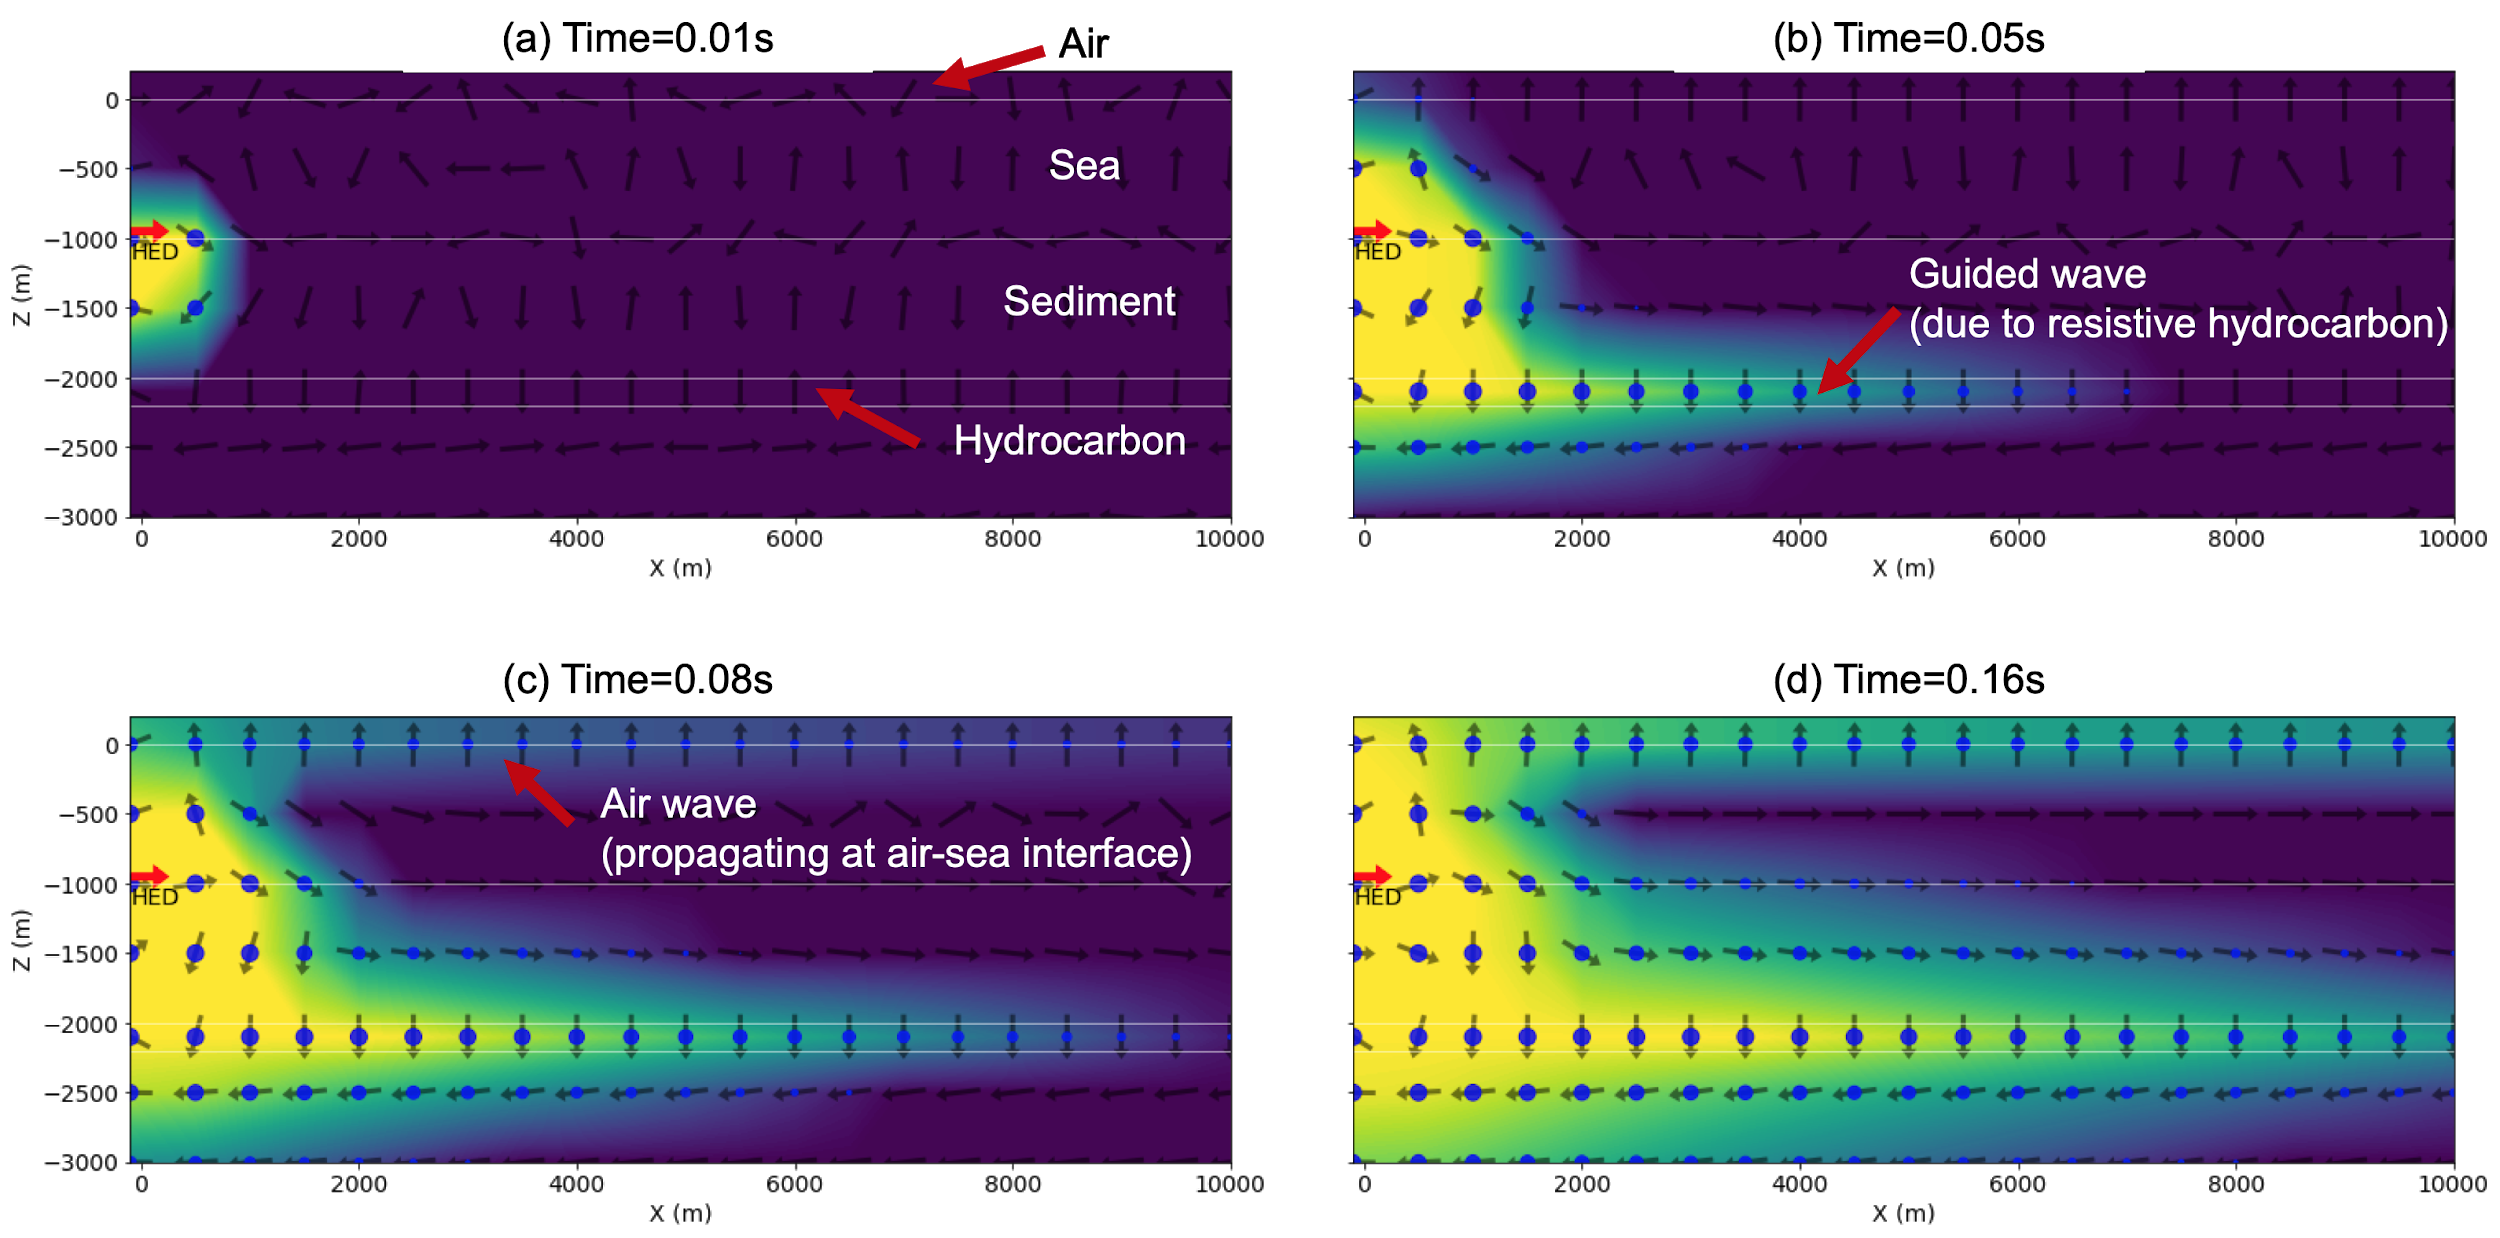 (a) Time=0.01s
Air
Sea
HED
Sediment
Hydrocarbon
Z (m)
0
−500
−1000
−1500
−2000
−2500
−3000
0 2000 4000 6000 8000 10000
X (m)
(b) Time=0.05s
HED
Guided wave
(due to resistive hydrocarbon)
0 2000 4000 6000 8000 10000
X (m)
(c) Time=0.08s
Air wave
(propagating at air-sea interface)
HED
Z (m)
0
−500
−1000
−1500
−2000
−2500
−3000
0 2000 4000 6000 8000 10000
X (m)
(d) Time=0.16s
HED
0 2000 4000 6000 8000 10000
X (m)